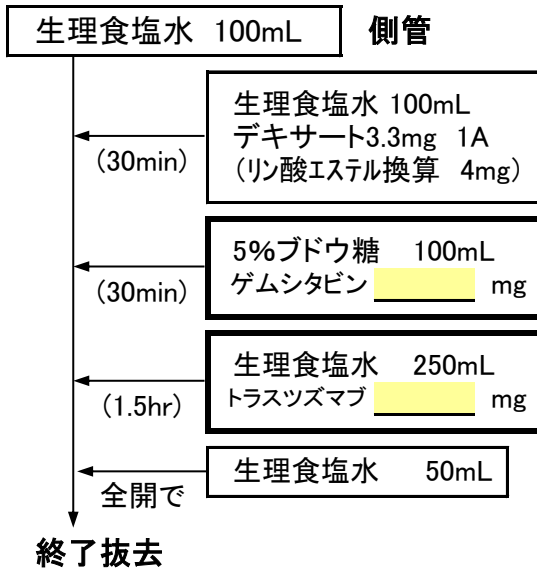 生理食塩水 100mL 側管
生理食塩水 100mL
デキサート3.3mg 1A
(リン酸エステル換算 4mg)
(30min)
5%ブドウ糖 100mL
ゲムシタビン mg
(30min)
生理食塩水 250mL
トラスツズマブ mg
(1.5hr)
生理食塩水 50mL
全開で
終了抜去